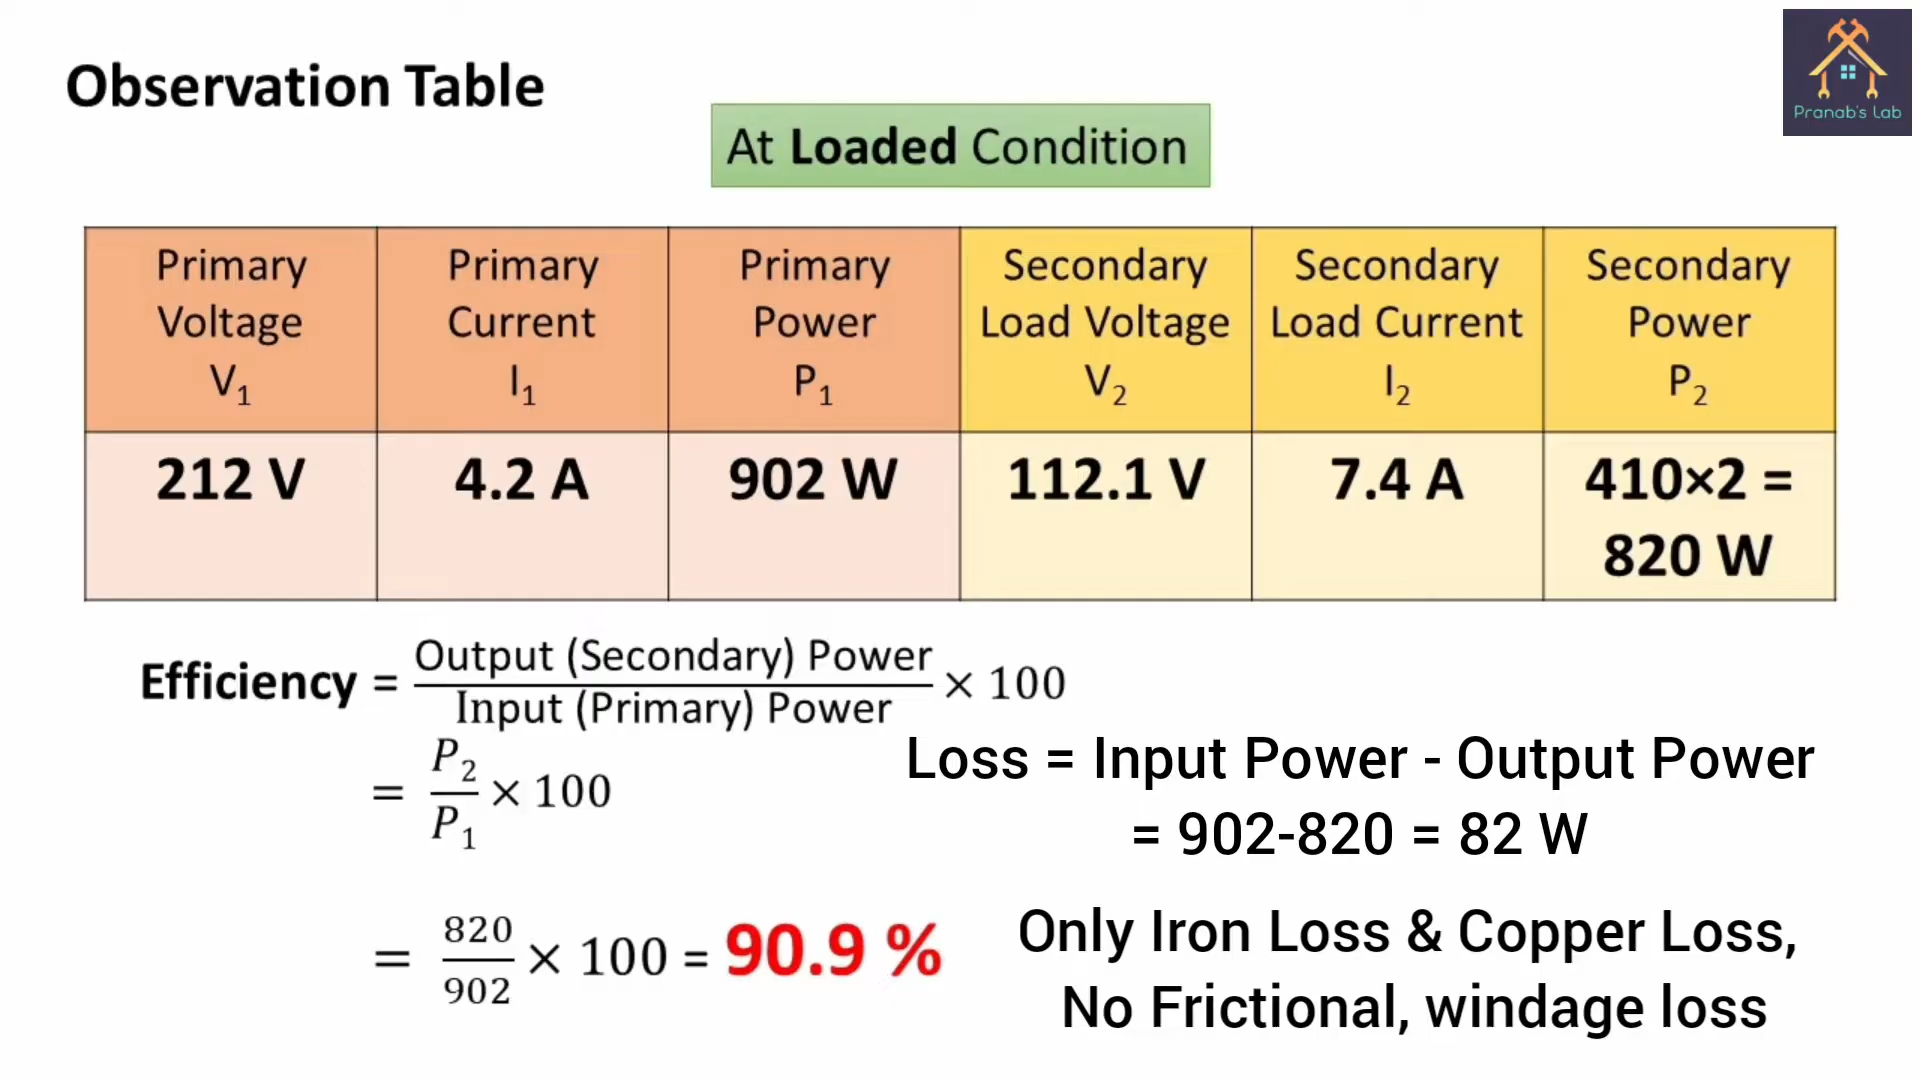 Observation Table
Pranab's Lab
At Loaded Condition
Primary Voltage V₁
Primary Current I₁
Primary Power P₁
Secondary Load Voltage V₂
Secondary Load Current I₂
Secondary Power P₂
212 V
4.2 A
902 W
112.1 V
7.4 A
410×2 =
820 W
Efficiency = Output (Secondary) Power / Input (Primary) Power × 100
= P₂ / P₁ × 100
= 820 / 902 × 100 = 90.9 %
Loss = Input Power - Output Power
= 902-820 = 82 W
Only Iron Loss & Copper Loss,
No Frictional, windage loss